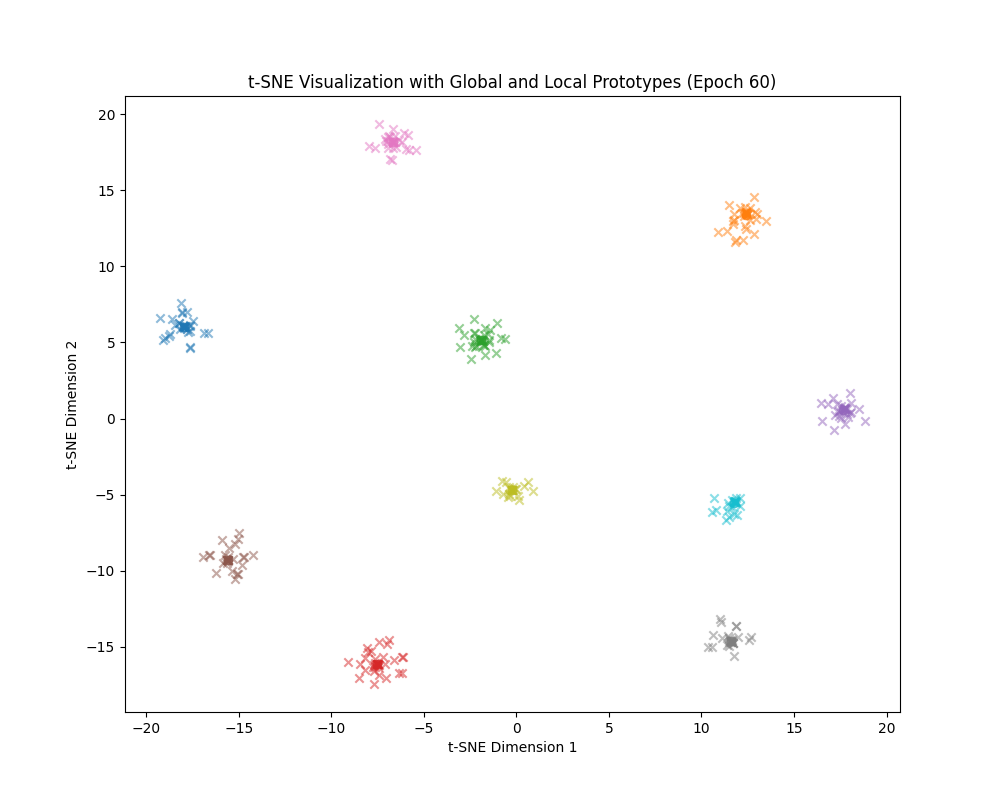 t-SNE Visualization with Global and Local Prototypes (Epoch 60)
20
15
10
5
0
−5
−10
−15
t-SNE Dimension 2
−20 −15 −10 −5 0 5 10 15 20
t-SNE Dimension 1